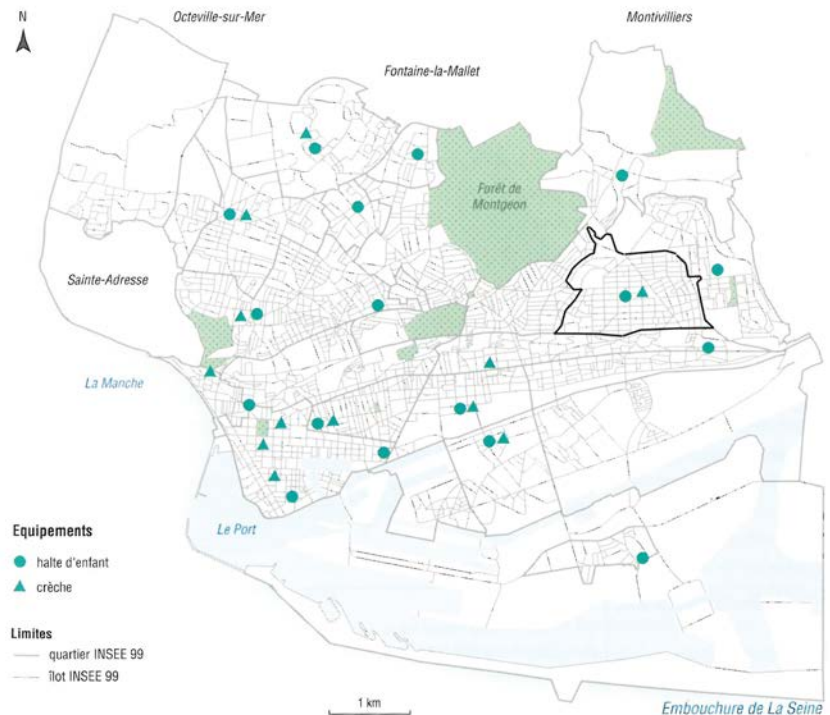 N
Octeville-sur-Mer
Montivilliers
Fontaine-la-Mallet
Forêt de
Montgeon
Sainte-Adresse
La Manche
Le Port
Equipements
halte d'enfant
crèche
Limites
quartier INSEE 99
îlot INSEE 99
1 km
Embouchure de La Seine